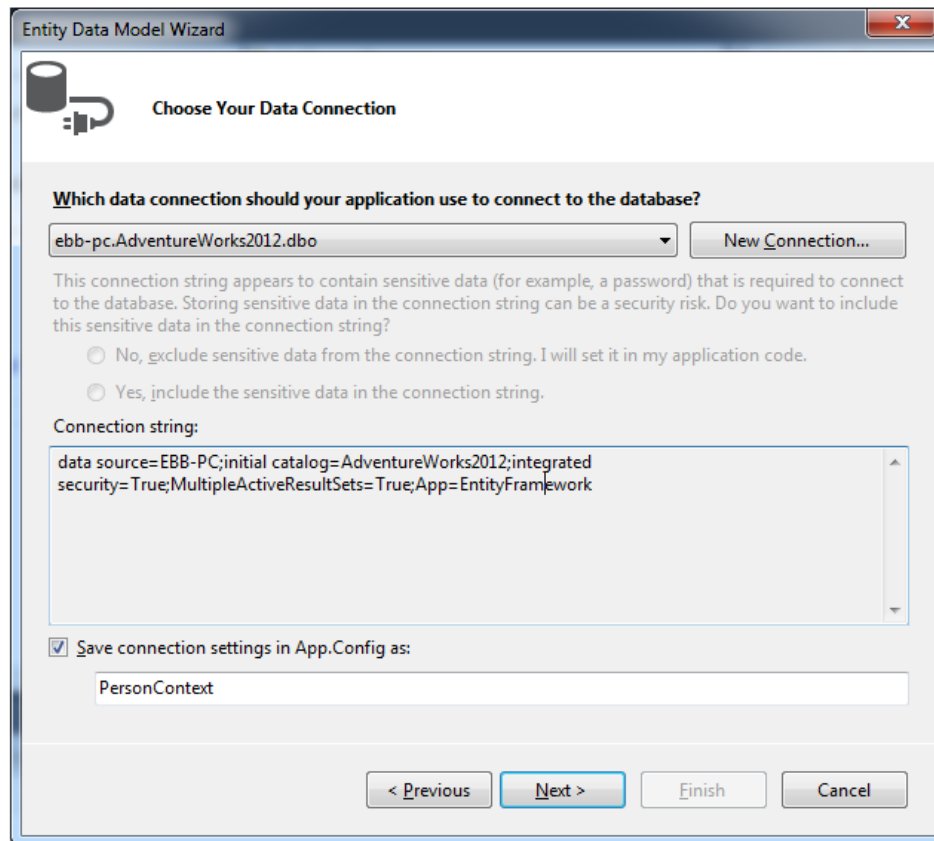 Entity Data Model Wizard
Choose Your Data Connection
Which data connection should your application use to connect to the database?
ebb-pc.AdventureWorks2012.dbo
New Connection...
This connection string appears to contain sensitive data (for example, a password) that is required to connect
to the database. Storing sensitive data in the connection string can be a security risk. Do you want to include
this sensitive data in the connection string?
No, exclude sensitive data from the connection string. I will set it in my application code.
Yes, include the sensitive data in the connection string.
Connection string:
data source=EBB-PC;initial catalog=AdventureWorks2012;integrated
security=True;MultipleActiveResultSets=True;App=EntityFramework
Save connection settings in App.Config as:
PersonContext
< Previous
Next >
Finish
Cancel